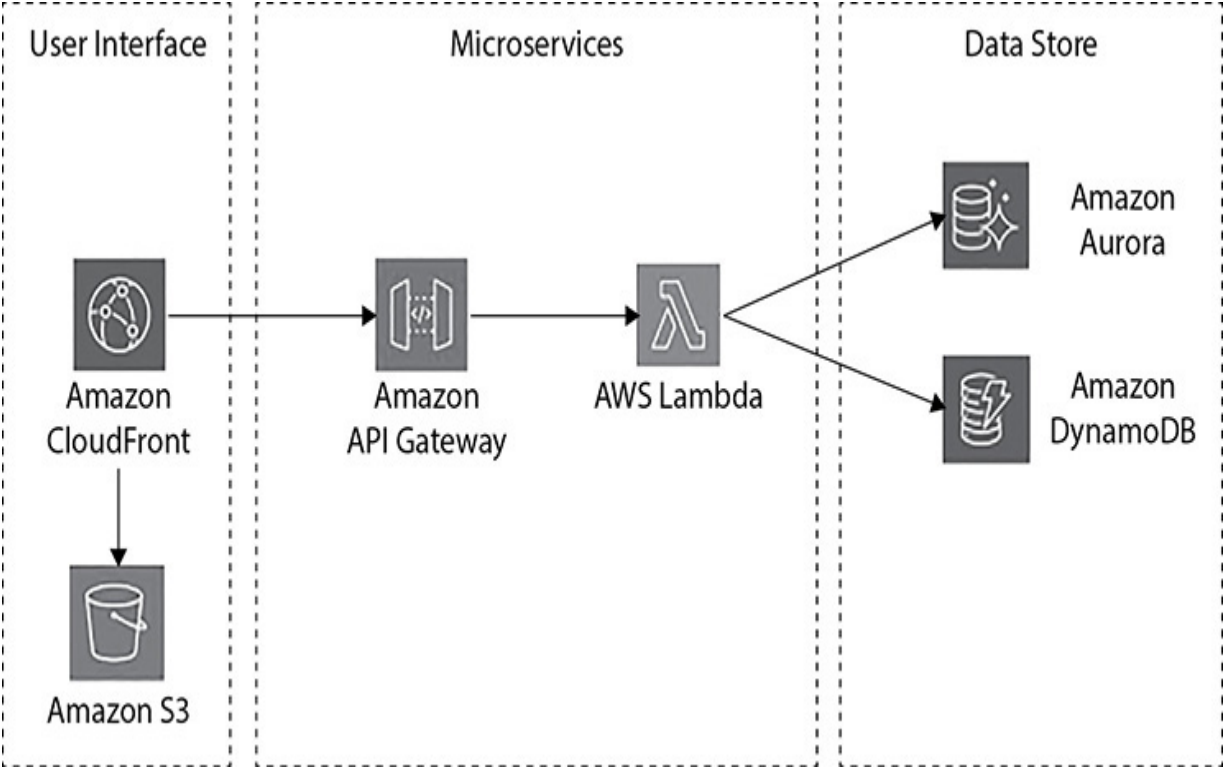 User Interface
Microservices
Data Store
Amazon
Aurora
Amazon
CloudFront
Amazon
API Gateway
</>
AWS Lambda
Amazon
DynamoDB
Amazon S3